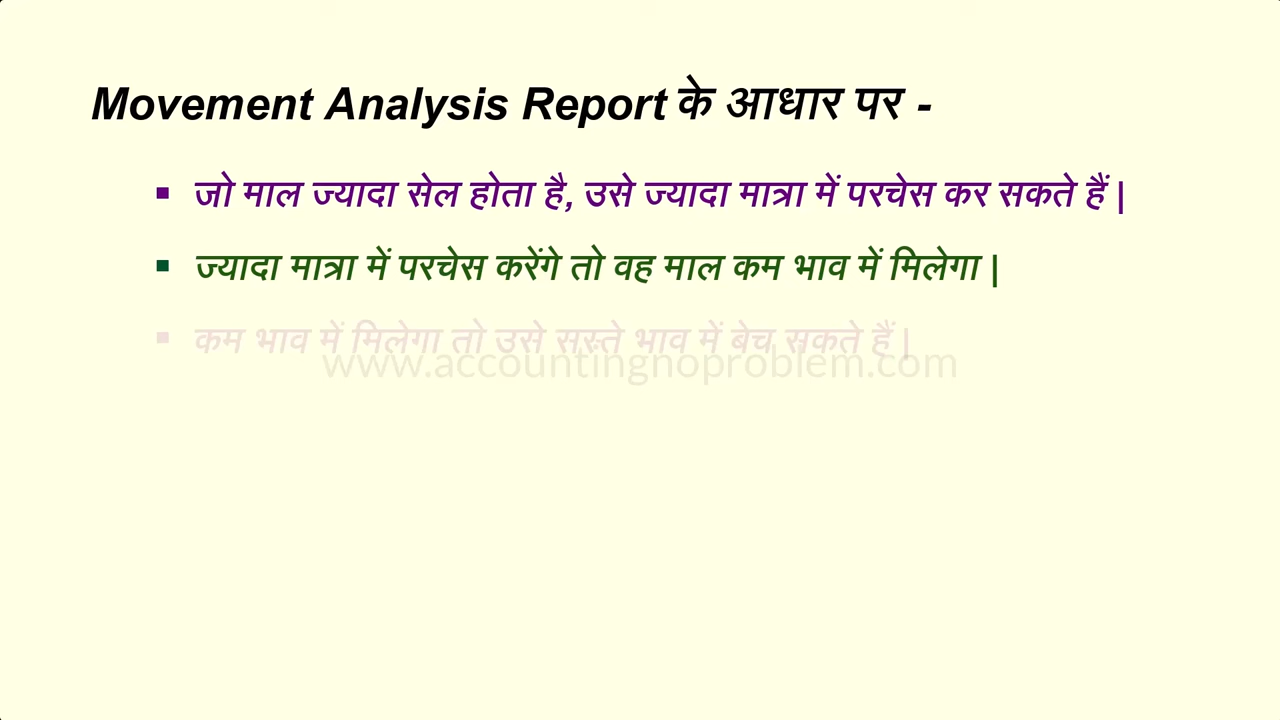 Movement Analysis Report के आधार पर -
▪ जो माल ज्यादा सेल होता है, उसे ज्यादा मात्रा में परचेस कर सकते हैं |
▪ ज्यादा मात्रा में परचेस करेंगे तो वह माल कम भाव में मिलेगा |
▪ कम भाव में मिलेगा तो उसे सस्ते भाव में बेच सकते हैं |
www.accountingnoproblem.com